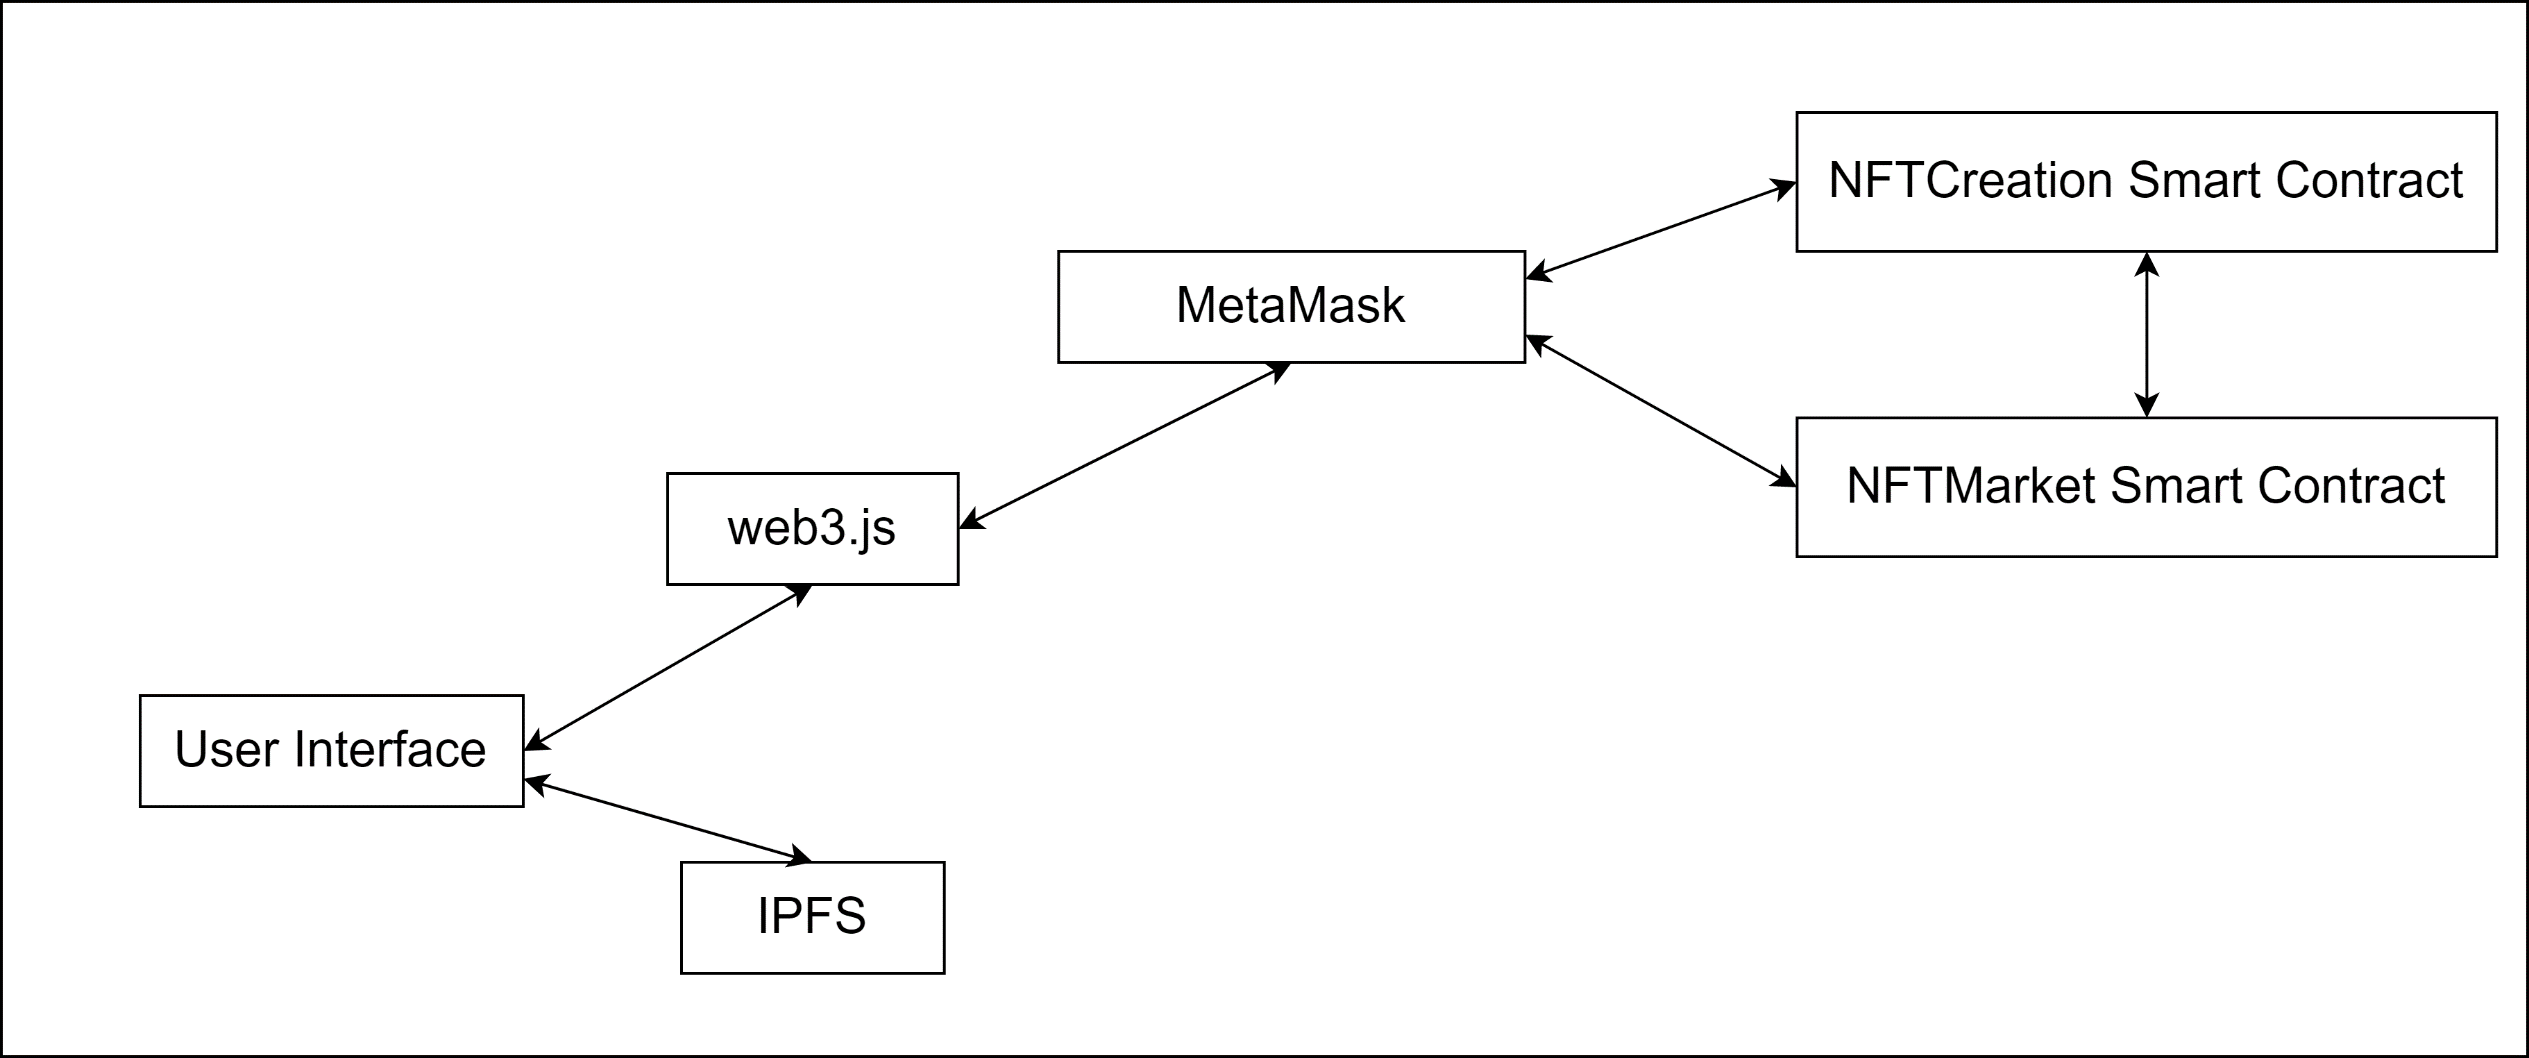 NFTCreation Smart Contract
MetaMask
NFTMarket Smart Contract
web3.js
User Interface
IPFS